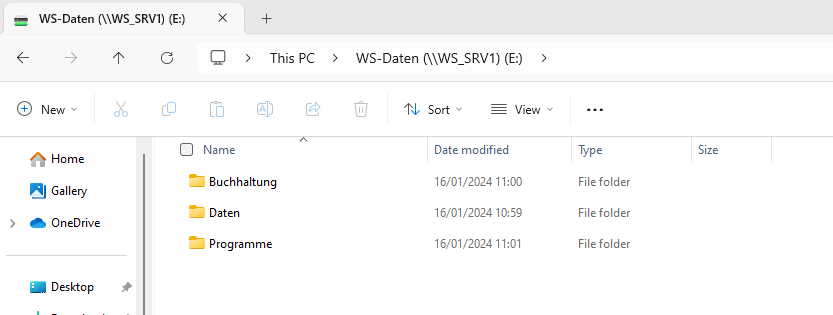 WS-Daten (\\WS_SRV1) (E:)
This PC > WS-Daten (\\WS_SRV1) (E:) >
New Sort View
Name Date modified Type Size
Home
Gallery
OneDrive
Desktop
Buchhaltung 16/01/2024 11:00 File folder
Daten 16/01/2024 10:59 File folder
Programme 16/01/2024 11:01 File folder